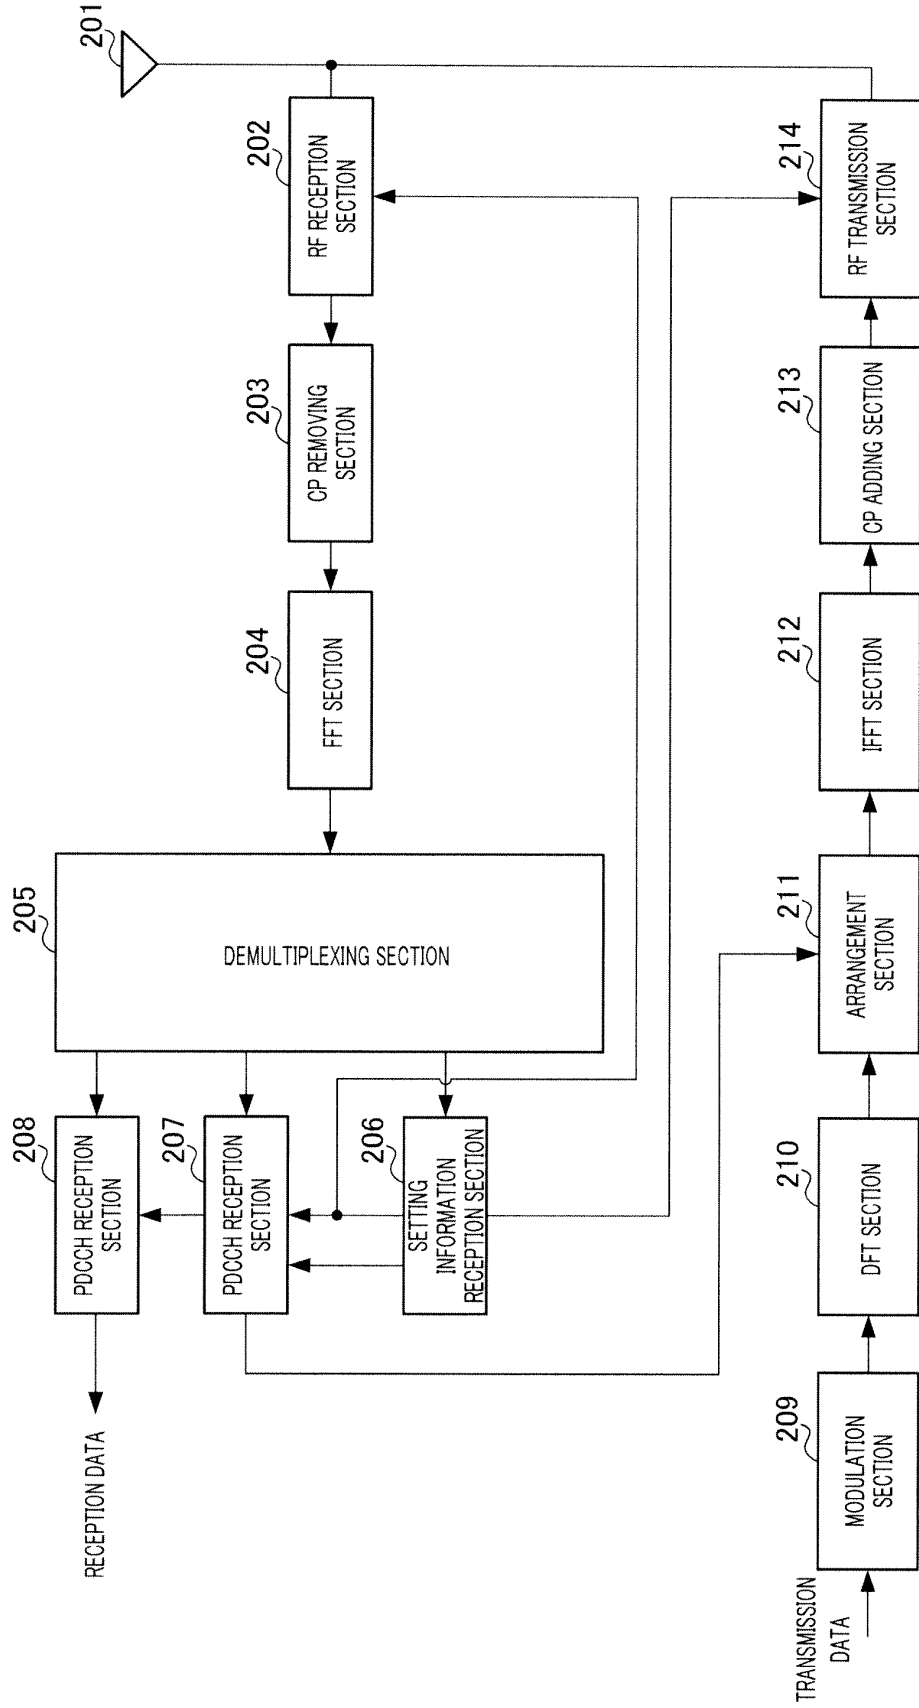 201
202
RF RECEPTION
SECTION
203
CP REMOVING
SECTION
204
FFT SECTION
205
DEMULTIPLEXING SECTION
206
SETTING
INFORMATION
RECEPTION SECTION
207
PDCCH RECEPTION
SECTION
208
PDCCH RECEPTION
SECTION
RECEPTION DATA
TRANSMISSION
DATA
209
MODULATION
SECTION
210
DFT SECTION
211
ARRANGEMENT
SECTION
212
IFFT SECTION
213
CP ADDING SECTION
214
RF TRANSMISSION
SECTION